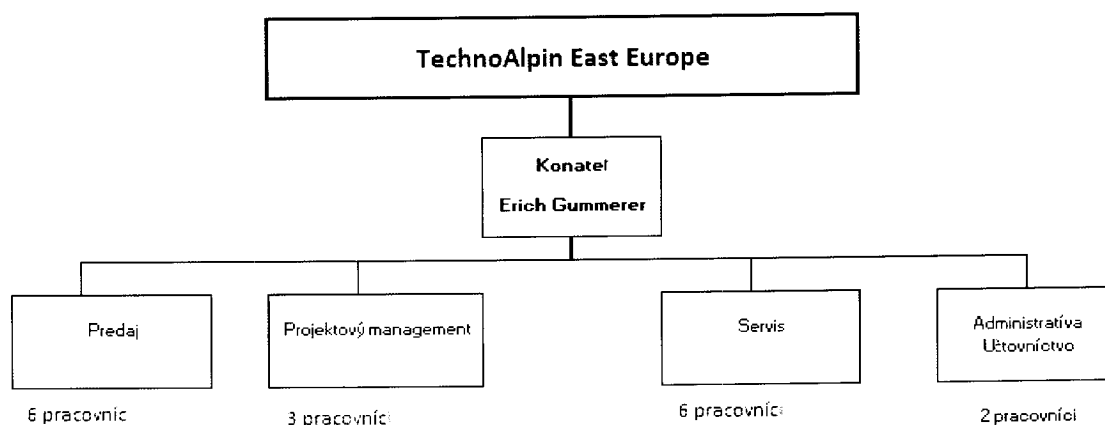 TechnoAlpin East Europe
Konateľ
Erich Gummerer
Predaj
Projektový management
Servis
Administratíva
Účtovníctvo
6 pracovníc
3 pracovníci
6 pracovníci
2 pracovníci